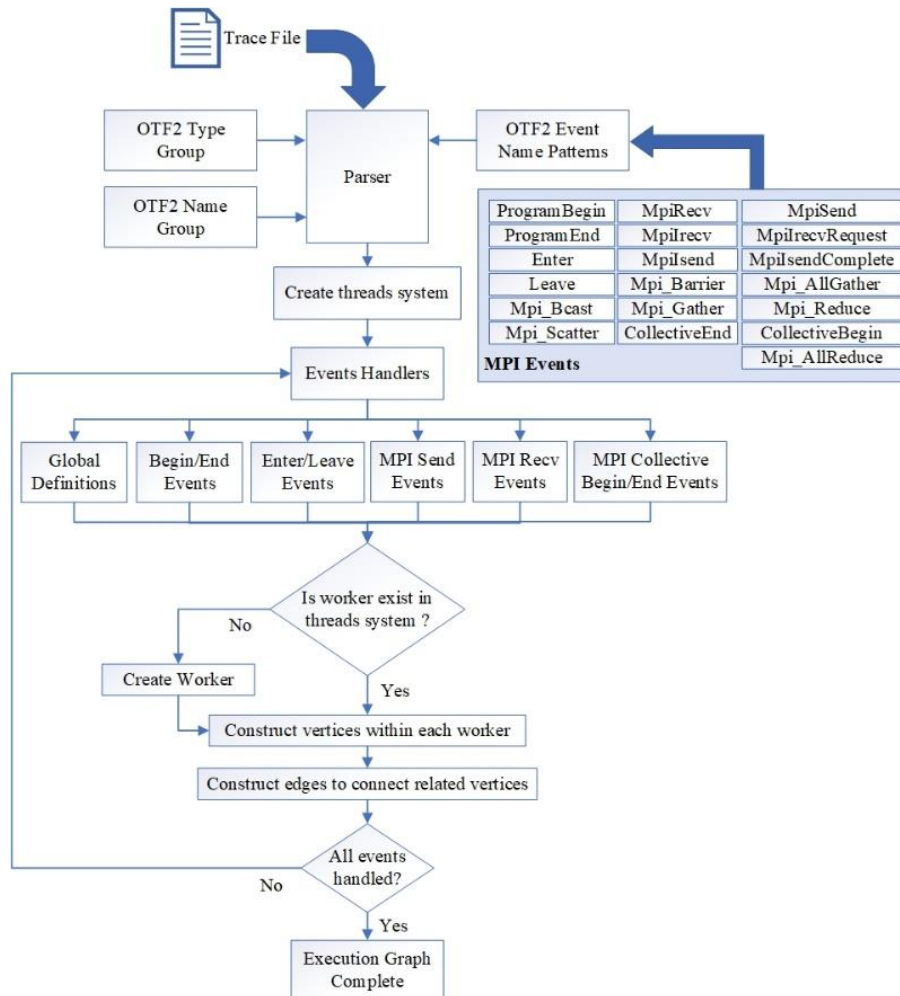 Trace File
OTF2 Type
Group
Parser
OTF2 Event
Name Patterns
OTF2 Name
Group
ProgramBegin
MpiRecv
MpiSend
ProgramEnd
MpiIrecv
MpiIrecvRequest
Enter
MpiIsend
MpiIsendComplete
Leave
Mpi_Barrier
Mpi_AllGather
Mpi_Bcast
Mpi_Gather
Mpi_Reduce
Mpi_Scatter
CollectiveEnd
CollectiveBegin
Mpi_AllReduce
MPI Events
Create threads system
Events Handlers
Global
Definitions
Begin/End
Events
Enter/Leave
Events
MPI Send
Events
MPI Recv
Events
MPI Collective
Begin/End Events
Is worker exist in
threads system ?
No
Create Worker
Yes
Construct vertices within each worker
Construct edges to connect related vertices
All events
handled?
No
Yes
Execution Graph
Complete